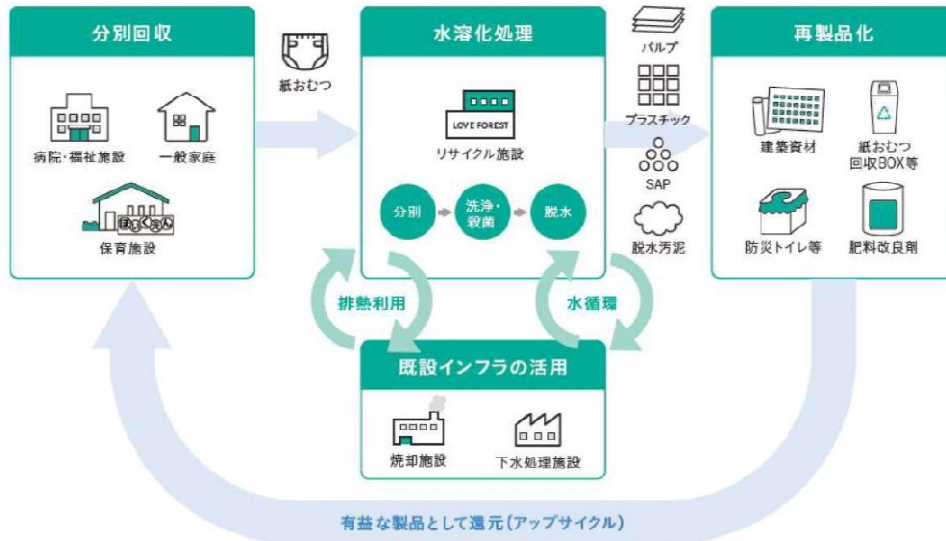 分別回収
病院・福祉施設
一般家庭
ほいくえん
保育施設
紙おむつ
水溶化処理
LOVE FOREST
リサイクル施設
分別
洗浄・
殺菌
脱水
パルプ
プラスチック
SAP
脱水汚泥
再製品化
建築資材
紙おむつ
回収BOX等
防災トイレ等
肥料改良剤
排熱利用
水循環
既設インフラの活用
焼却施設
下水処理施設
有益な製品として還元(アップサイクル)